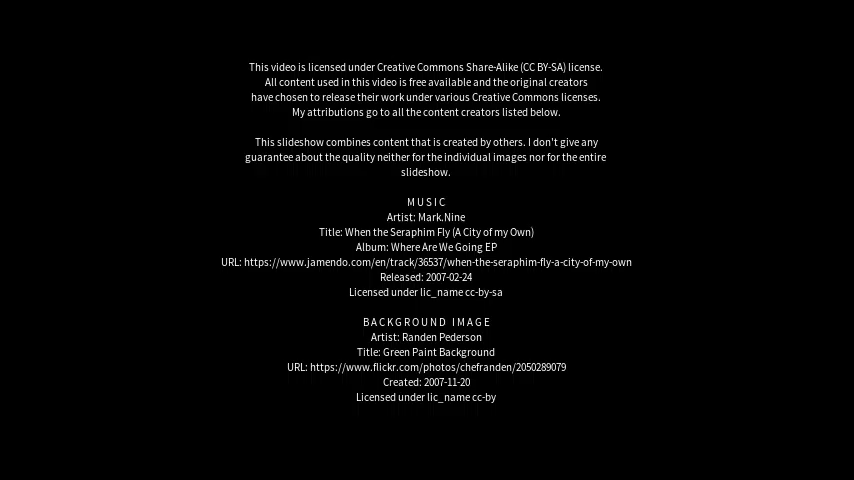 This video is licensed under Creative Commons Share-Alike (CC BY-SA) license.
All content used in this video is free available and the original creators
have chosen to release their work under various Creative Commons licenses.
My attributions go to all the content creators listed below.
This slideshow combines content that is created by others. I don't give any
guarantee about the quality neither for the individual images nor for the entire
slideshow.
M U S I C
Artist: Mark.Nine
Title: When the Seraphim Fly (A City of my Own)
Album: Where Are We Going EP
URL: https://www.jamendo.com/en/track/36537/when-the-seraphim-fly-a-city-of-my-own
Released: 2007-02-24
Licensed under lic_name cc-by-sa
B A C K G R O U N D   I M A G E
Artist: Randen Pederson
Title: Green Paint Background
URL: https://www.flickr.com/photos/chefranden/2050289079
Created: 2007-11-20
Licensed under lic_name cc-by